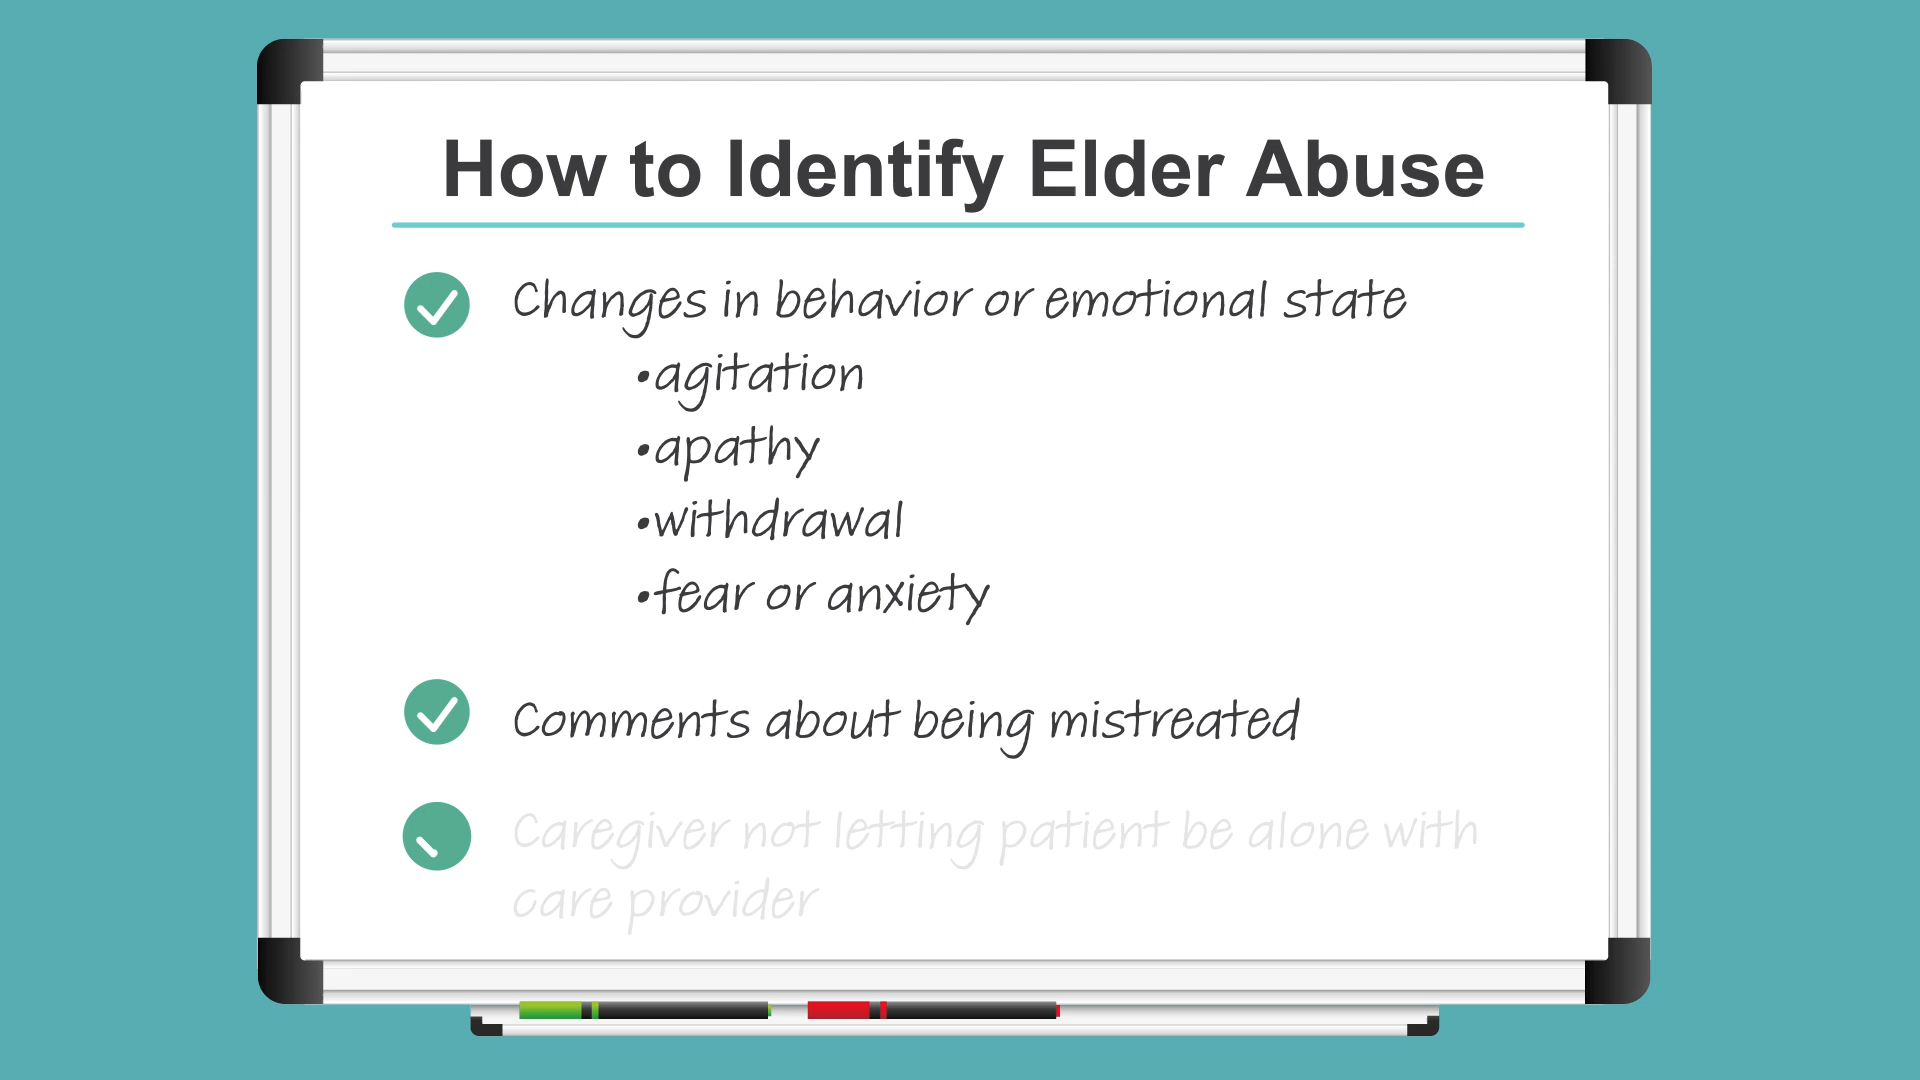 How to Identify Elder Abuse
Changes in behavior or emotional state
•agitation
•apathy
•withdrawal
•fear or anxiety
Comments about being mistreated
Caregiver not letting patient be alone with
care provider